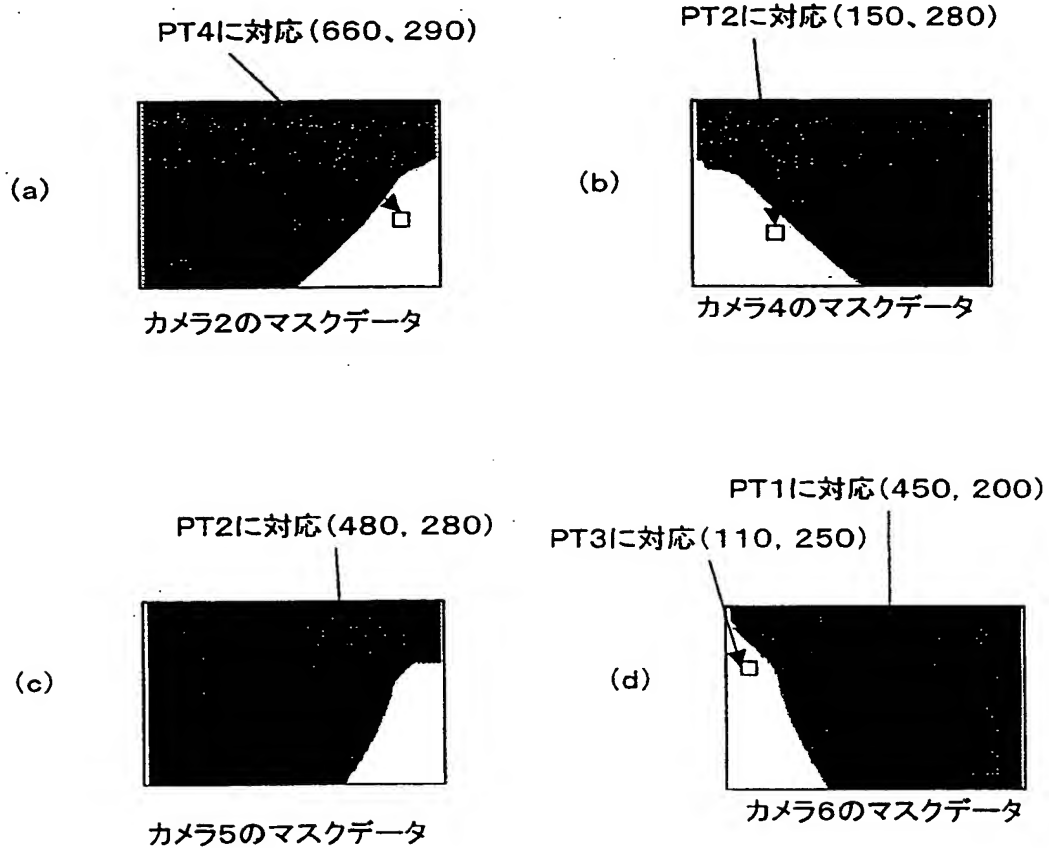 PT4に対応(660、290)
PT2に対応(150、280)
(a)
(b)
カメラ2のマスクデータ
カメラ4のマスクデータ
PT2に対応(480, 280)
PT1に対応(450, 200)
PT3に対応(110, 250)
(c)
(d)
カメラ5のマスクデータ
カメラ6のマスクデータ